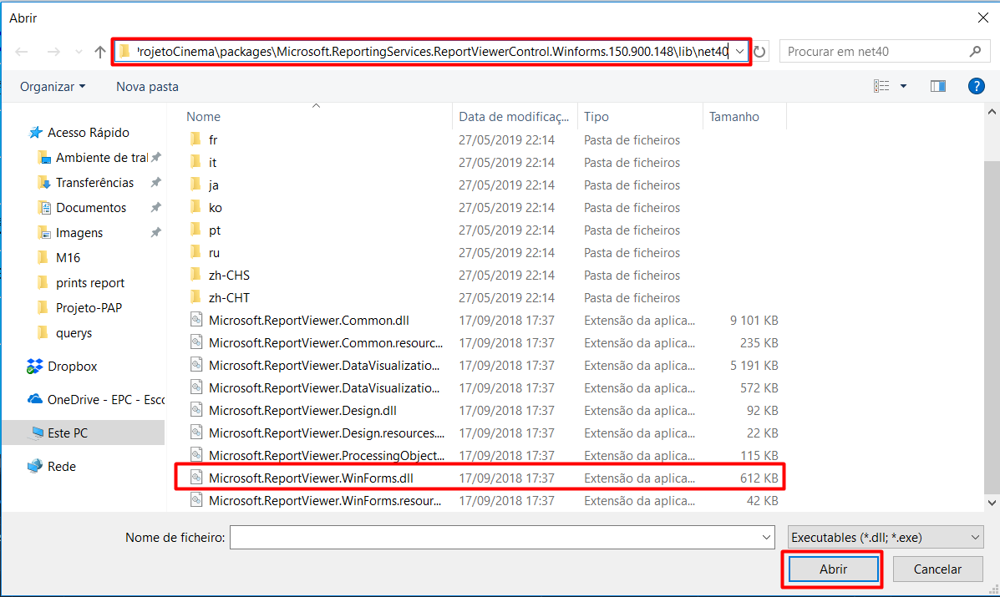 Abrir
'rojetoCinema\packages\Microsoft.ReportingServices.ReportViewerControl.Winforms.150.900.148\lib\net40
Procurar em net40
Organizar
Nova pasta
?
Acesso Rápido
Ambiente de tral
Transferências
Documentos
Imagens
M16
prints report
Projeto-PAP
querys
Dropbox
OneDrive - EPC - Esco
Este PC
Rede
Nome Data de modificaç... Tipo Tamanho
fr 27/05/2019 22:14 Pasta de ficheiros
it 27/05/2019 22:14 Pasta de ficheiros
ja 27/05/2019 22:14 Pasta de ficheiros
ko 27/05/2019 22:14 Pasta de ficheiros
pt 27/05/2019 22:14 Pasta de ficheiros
ru 27/05/2019 22:14 Pasta de ficheiros
zh-CHS 27/05/2019 22:14 Pasta de ficheiros
zh-CHT 27/05/2019 22:14 Pasta de ficheiros
Microsoft.ReportViewer.Common.dll 17/09/2018 17:37 Extensão da aplica... 9 101 KB
Microsoft.ReportViewer.Common.resourc... 17/09/2018 17:37 Extensão da aplica... 235 KB
Microsoft.ReportViewer.DataVisualizatio... 17/09/2018 17:37 Extensão da aplica... 5 191 KB
Microsoft.ReportViewer.DataVisualizatio... 17/09/2018 17:37 Extensão da aplica... 572 KB
Microsoft.ReportViewer.Design.dll 17/09/2018 17:37 Extensão da aplica... 92 KB
Microsoft.ReportViewer.Design.resources.... 17/09/2018 17:37 Extensão da aplica... 22 KB
Microsoft.ReportViewer.ProcessingObject... 17/09/2018 17:37 Extensão da aplica... 115 KB
Microsoft.ReportViewer.WinForms.dll 17/09/2018 17:37 Extensão da aplica... 612 KB
Microsoft.ReportViewer.WinForms.resour... 17/09/2018 17:37 Extensão da aplica... 42 KB
Nome de ficheiro:
Executables (*.dll; *.exe)
Abrir
Cancelar